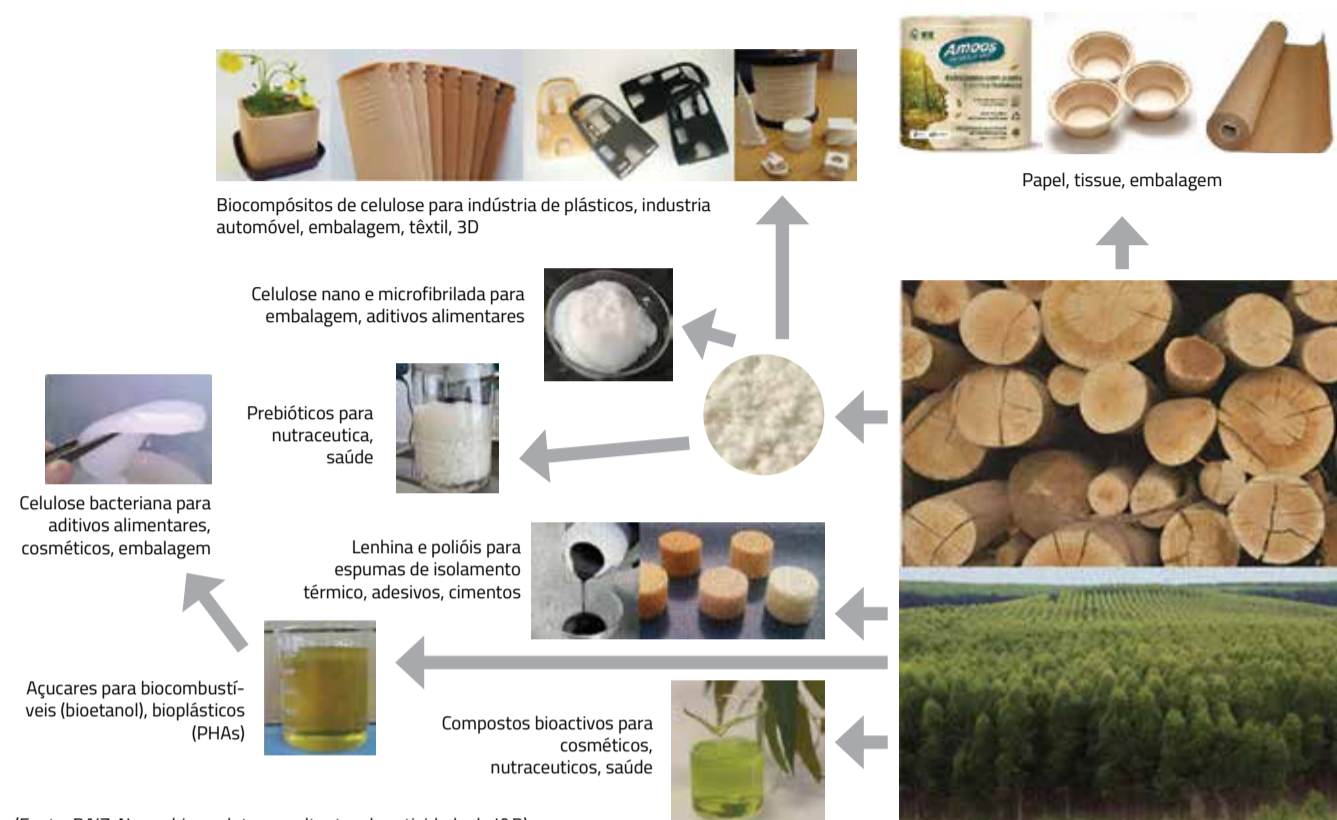 Amoos
Papel, tissue, embalagem
Biocompósitos de celulose para indústria de plásticos, industria
automóvel, embalagem, têxtil, 3D
Celulose nano e microfibrilada para
embalagem, aditivos alimentares
Prebióticos para
nutraceutica,
saúde
Celulose bacteriana para
aditivos alimentares,
cosméticos, embalagem
Lenhina e polióis para
espumas de isolamento
térmico, adesivos, cimentos
Açucares para biocombustí-
veis (bioetanol), bioplásticos
(PHAs)
Compostos bioactivos para
cosméticos,
nutraceuticos, saúde